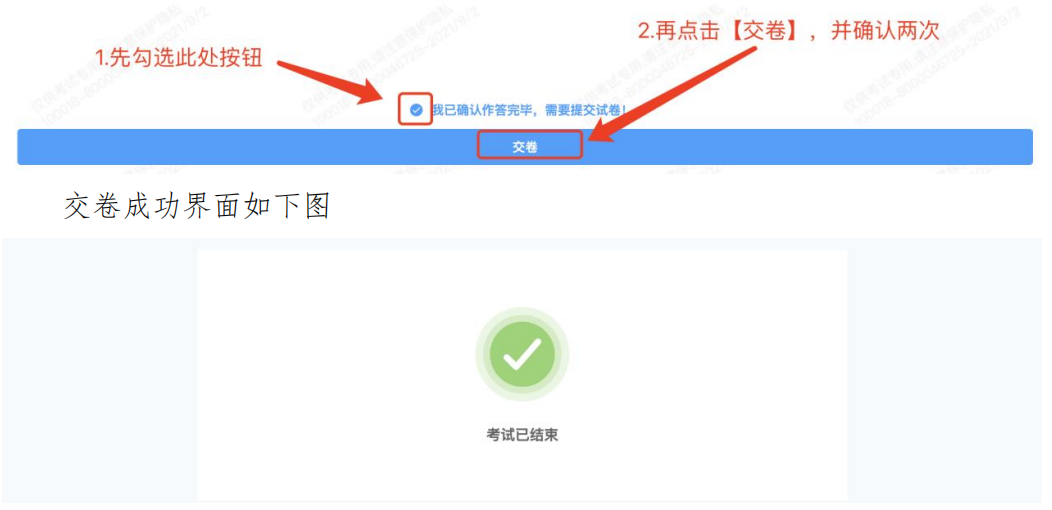 1.先勾选此处按钮
2.再点击【交卷】，并确认两次
我已确认作答完毕，需要提交试卷！
交卷
交卷成功界面如下图
考试已结束